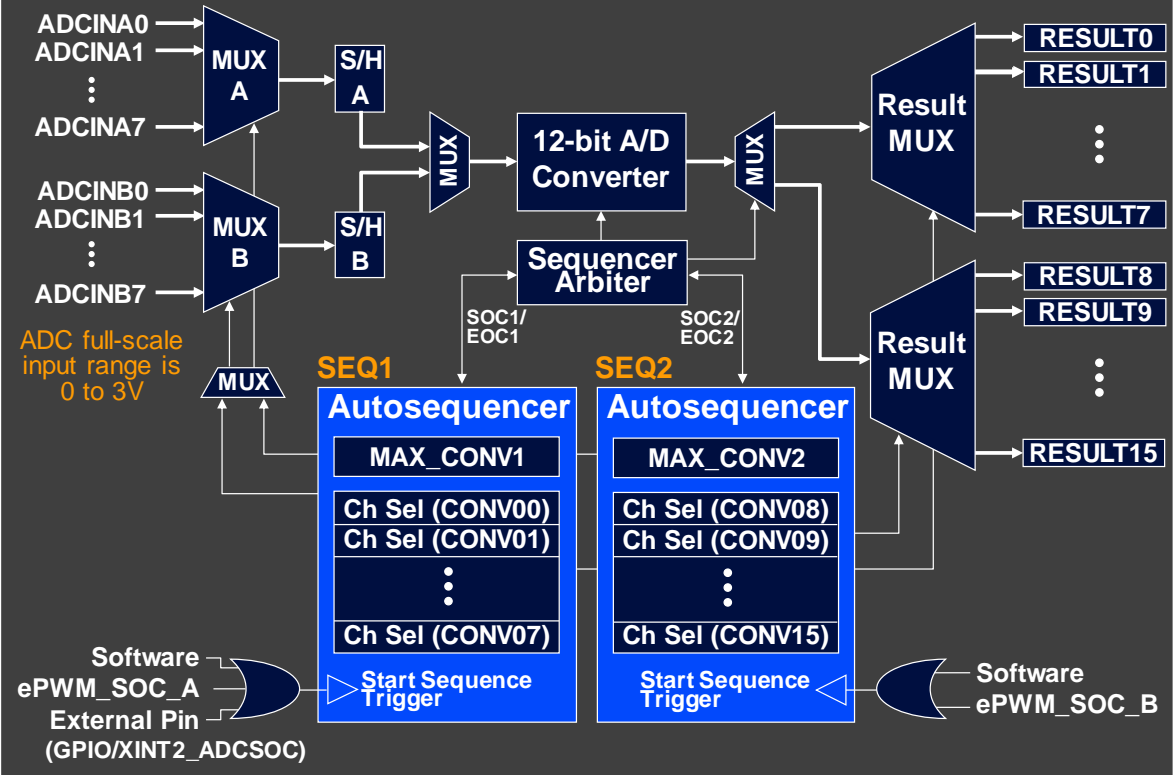 ADCINA0
ADCINA1
ADCINA7
ADCINB0
ADCINB1
ADCINB7
MUX
A
MUX
B
S/H
A
S/H
B
MUX
12-bit A/D
Converter
MUX
Sequencer
Arbiter
Result
MUX
Result
MUX
RESULT0
RESULT1
RESULT7
RESULT8
RESULT9
RESULT15
ADC full-scale
input range is
0 to 3V
MUX
SOC1/
EOC1
SOC2/
EOC2
SEQ1
Autosequencer
MAX_CONV1
Ch Sel (CONV00)
Ch Sel (CONV01)
Ch Sel (CONV07)
Start Sequence
Trigger
SEQ2
Autosequencer
MAX_CONV2
Ch Sel (CONV08)
Ch Sel (CONV09)
Ch Sel (CONV15)
Start Sequence
Trigger
Software
ePWM_SOC_A
External Pin
(GPIO/XINT2_ADCSOC)
Software
ePWM_SOC_B